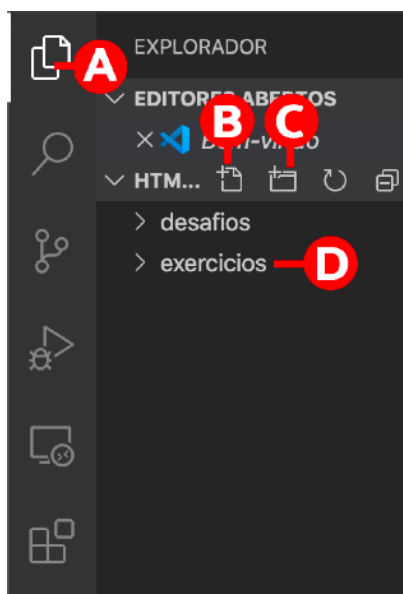 A
EXPLORADOR
EDITORES ABERTOS
B C
HTM...
desafios
exercicios D